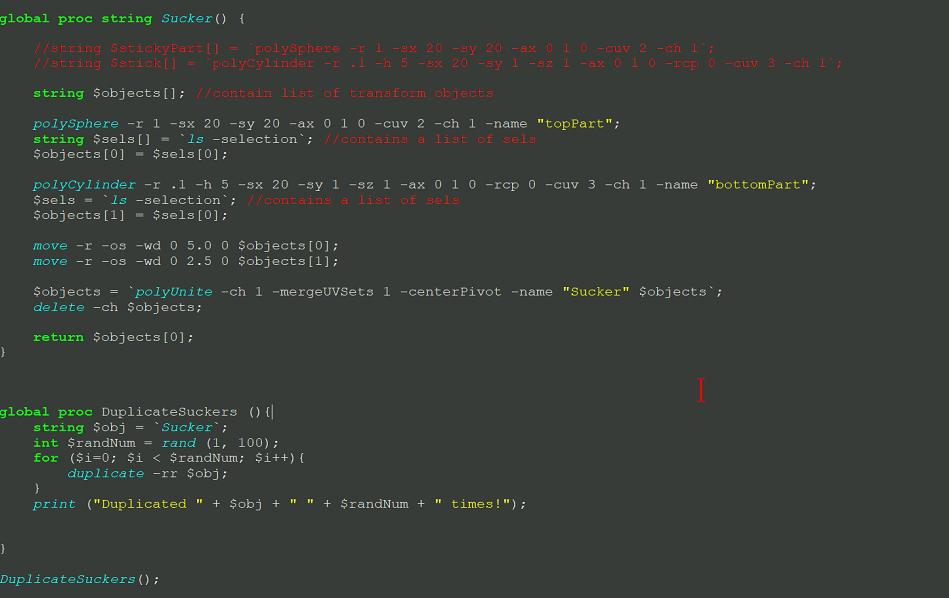 global proc string Sucker() {
//string $stickyPart[] = `polySphere -r 1 -sx 20 -sy 20 -ax 0 1 0 -cuv 2 -ch 1`;
//string $stick[] = `polyCylinder -r .1 -h 5 -sx 20 -sy 1 -sz 1 -ax 0 1 0 -rcp 0 -cuv 3 -ch 1`;
string $objects[]; //contain list of transform objects
polySphere -r 1 -sx 20 -sy 20 -ax 0 1 0 -cuv 2 -ch 1 -name "topPart";
string $sels[] = `ls -selection`; //contains a list of sels
$objects[0] = $sels[0];
polyCylinder -r .1 -h 5 -sx 20 -sy 1 -sz 1 -ax 0 1 0 -rcp 0 -cuv 3 -ch 1 -name "bottomPart";
$sels = `ls -selection`; //contains a list of sels
$objects[1] = $sels[0];
move -r -os -wd 0 5.0 0 $objects[0];
move -r -os -wd 0 2.5 0 $objects[1];
$objects = `polyUnite -ch 1 -mergeUVSets 1 -centerPivot -name "Sucker" $objects`;
delete -ch $objects;
return $objects[0];
}
global proc DuplicateSuckers (){
string $obj = `Sucker`;
int $randNum = rand (1, 100);
for ($i=0; $i < $randNum; $i++){
duplicate -rr $obj;
}
print ("Duplicated " + $obj + " " + $randNum + " times!");
}
DuplicateSuckers();